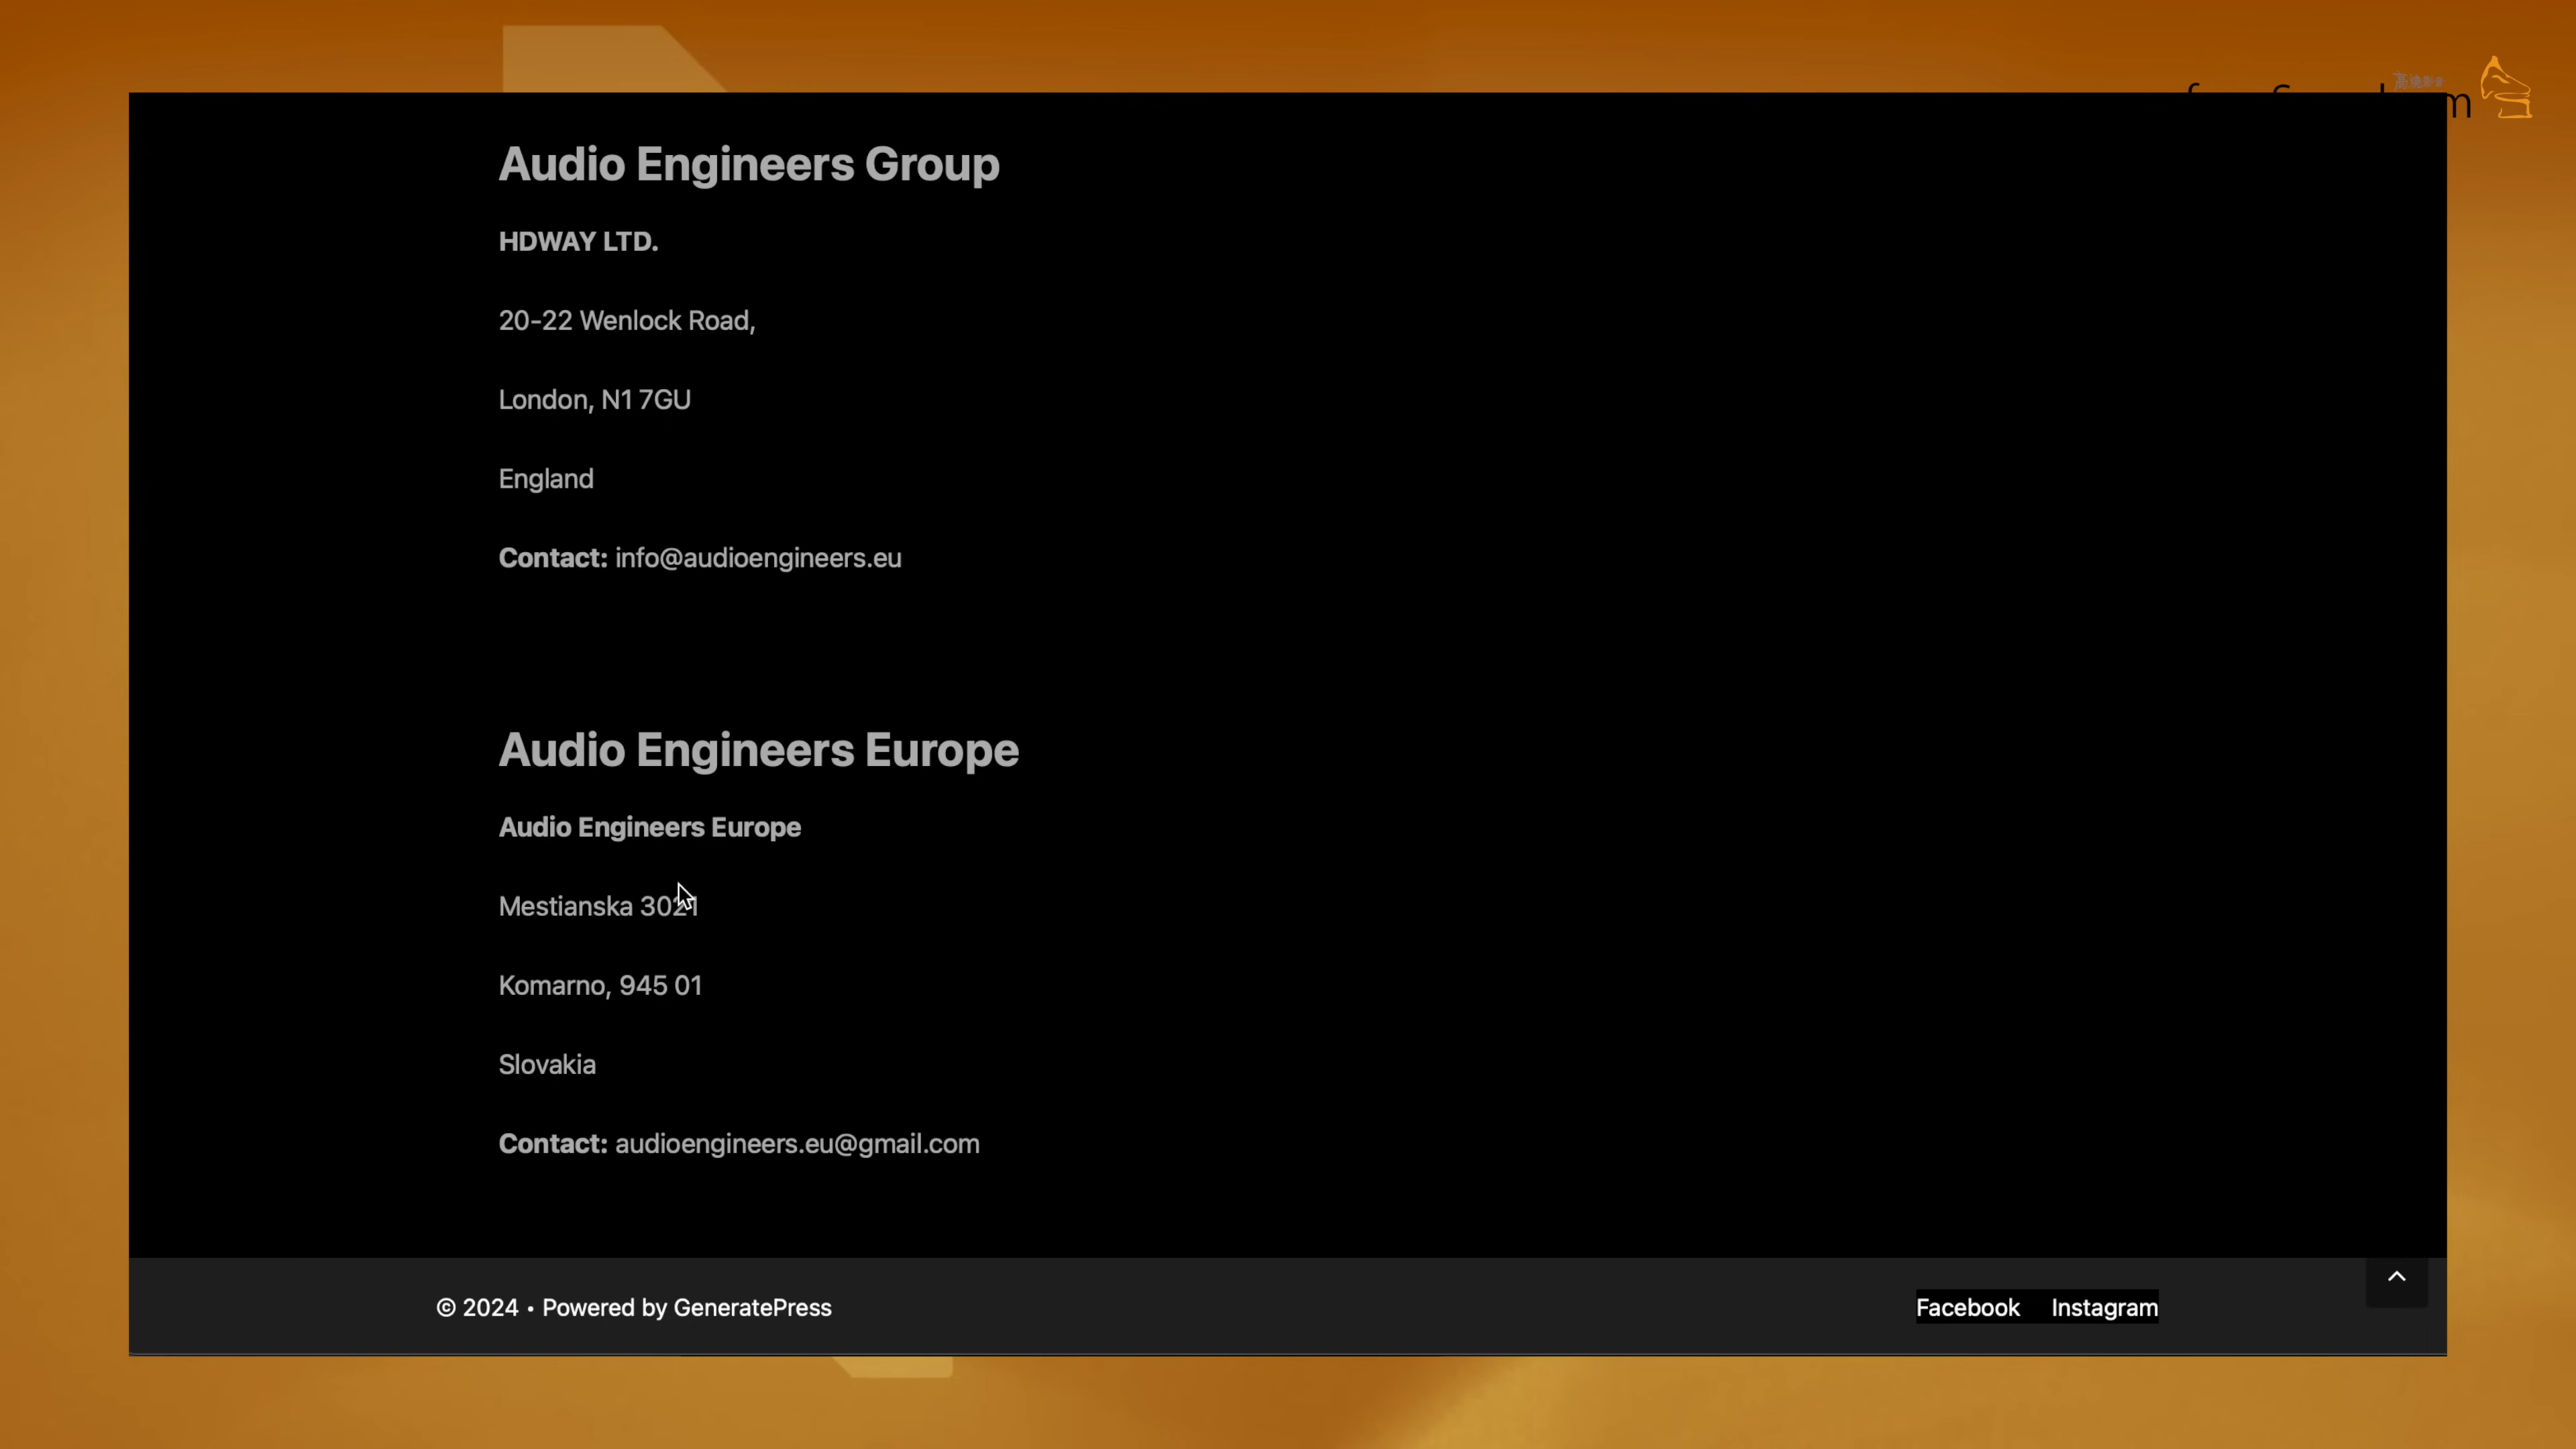 Audio Engineers Group
HDWAY LTD.
20-22 Wenlock Road,
London, N1 7GU
England
Contact: info@audioengineers.eu
Audio Engineers Europe
Audio Engineers Europe
Mestianska 3021
Komarno, 945 01
Slovakia
Contact: audioengineers.eu@gmail.com
© 2024 • Powered by GeneratePress
Facebook Instagram